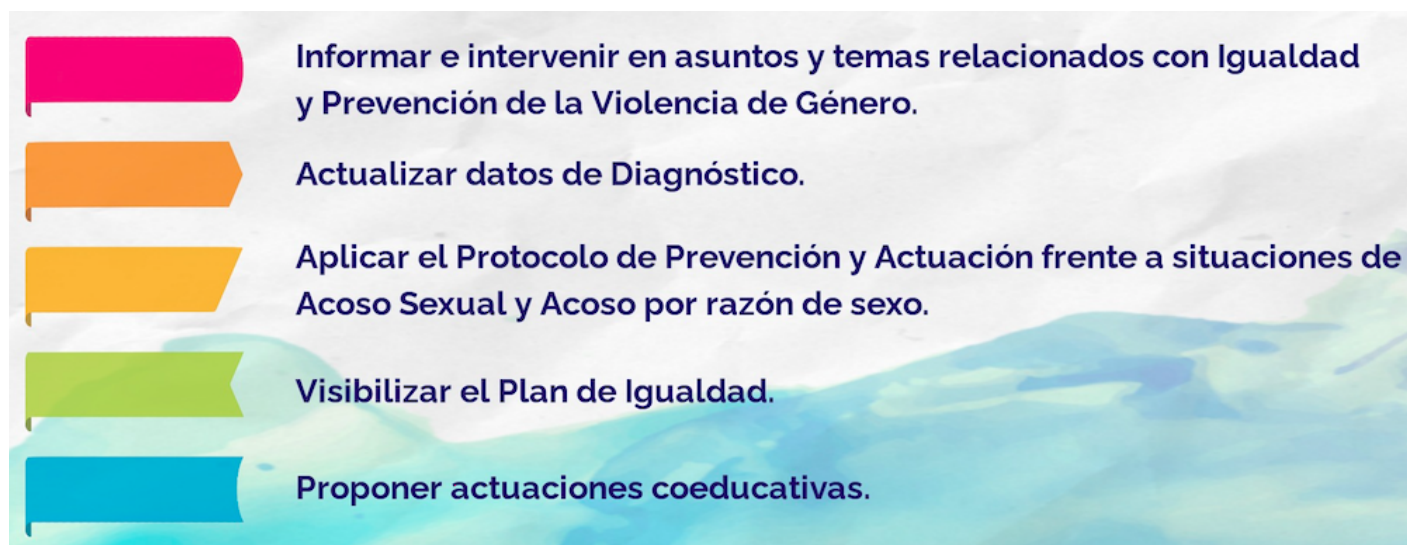 Informar e intervenir en asuntos y temas relacionados con Igualdad
y Prevención de la Violencia de Género.
Actualizar datos de Diagnóstico.
Aplicar el Protocolo de Prevención y Actuación frente a situaciones de
Acoso Sexual y Acoso por razón de sexo.
Visibilizar el Plan de Igualdad.
Proponer actuaciones coeducativas.